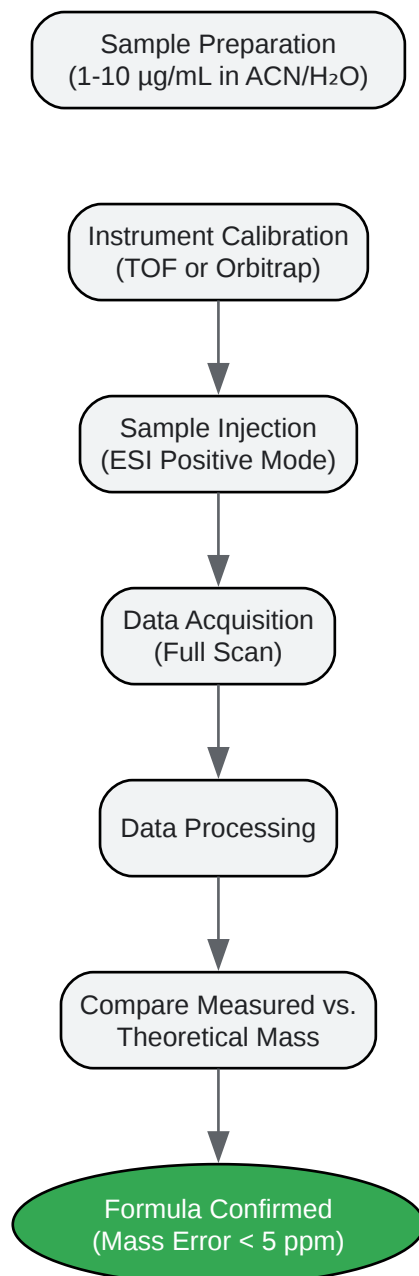 Sample Preparation
(1-10 µg/mL in ACN/H₂O)
Instrument Calibration
(TOF or Orbitrap)
Sample Injection
(ESI Positive Mode)
Data Acquisition
(Full Scan)
Data Processing
Compare Measured vs.
Theoretical Mass
Formula Confirmed
(Mass Error < 5 ppm)